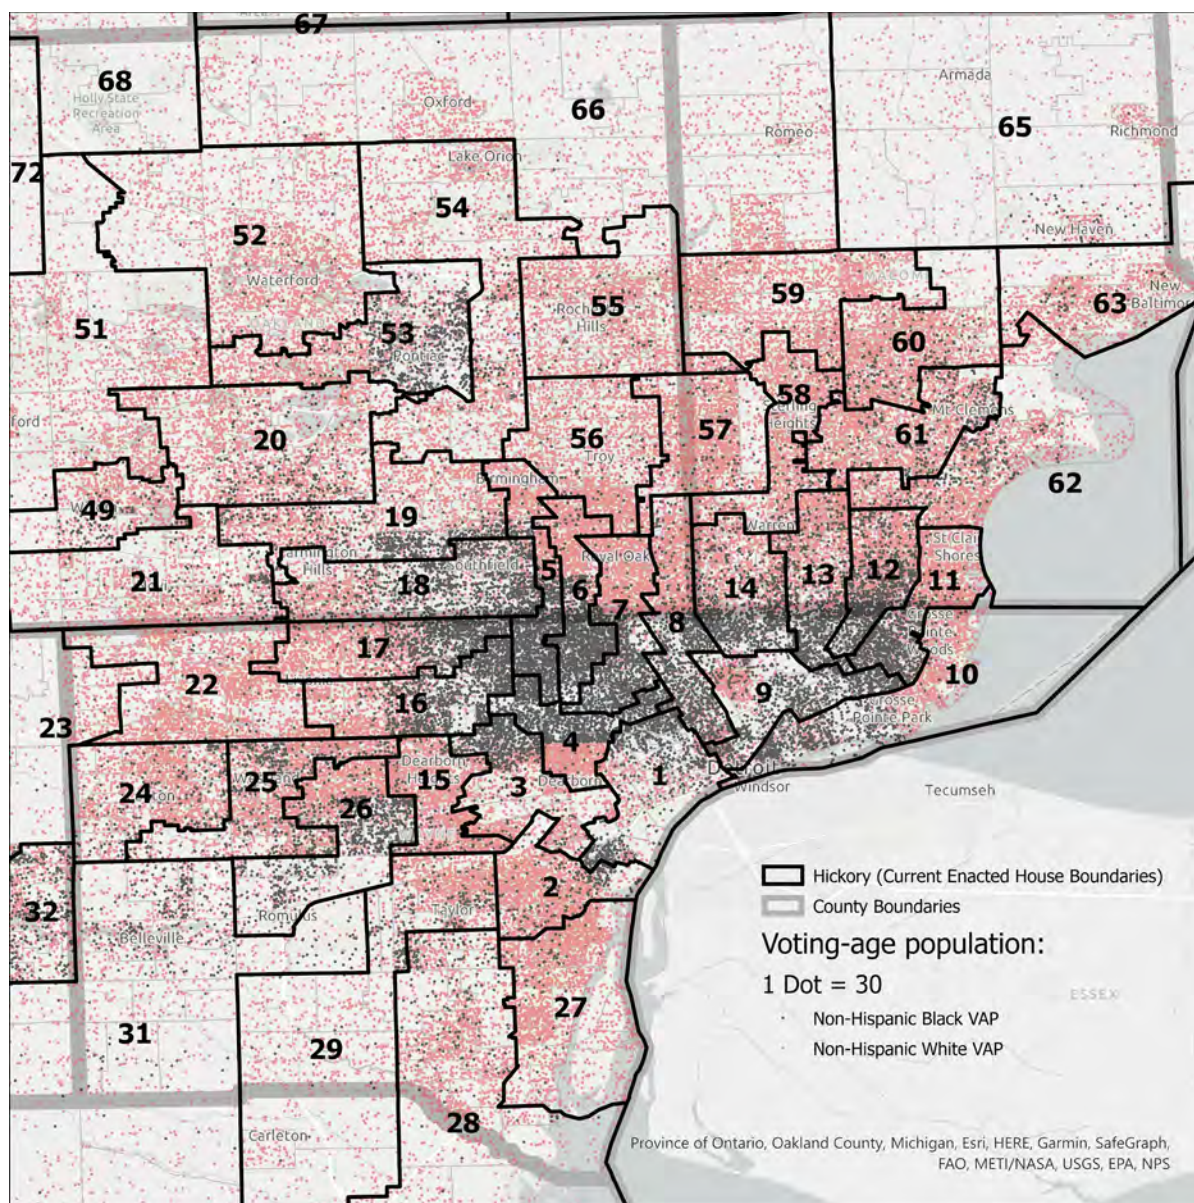 67
68
Holly State
Recreation
Area
Oxford
66
Armada
65
Romeo
Richmond
72
Lake Orion
54
52
New Haven
Waterford
59
63
New
Baltimor
51
55
Roch
Hills
60
53
Pontiac
58
Heights
Mt Clemens
ford
20
56
Troy
57
61
62
Birmingham
49
19
Warren
Royal Oak
St Clai
Shores
21
Hills
18
Southfield
5
6
14
13
12
11
7
8
17
Pointe
Woods
22
16
9
10
Grosse
Pointe Park
23
4
Dearborn
Heights
Dearborn
1
Detroit
Windsor
Tecumseh
24
25
15
3
26
Hickory (Current Enacted House Boundaries)
County Boundaries
2
32
Taylor
Romulus
Belleville
Voting-age population:
1 Dot = 30
ESSEX
27
Non-Hispanic Black VAP
Non-Hispanic White VAP
31
29
28
Carleton
Province of Ontario, Oakland County, Michigan, Esri, HERE, Garmin, SafeGraph,
FAO, METI/NASA, USGS, EPA, NPS